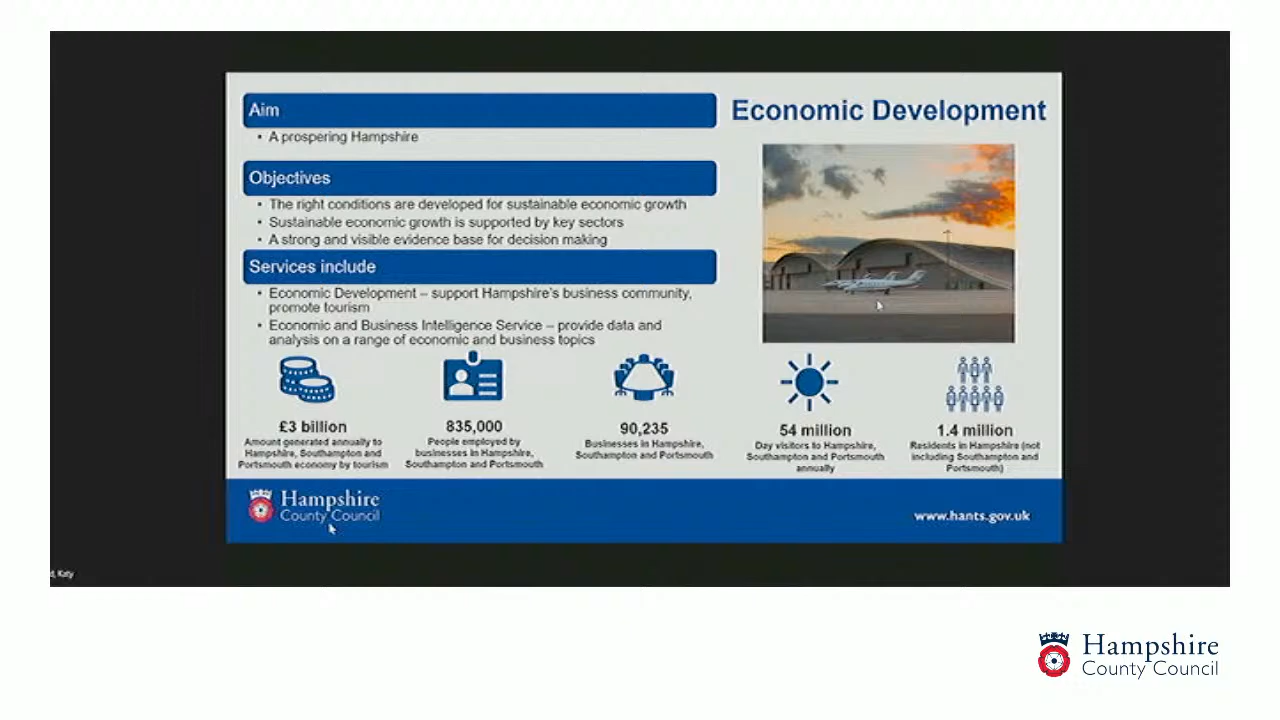 Aim
Economic Development
• A prospering Hampshire
Objectives
• The right conditions are developed for sustainable economic growth
• Sustainable economic growth is supported by key sectors
• A strong and visible evidence base for decision making
Services include
• Economic Development – support Hampshire's business community,
promote tourism
• Economic and Business Intelligence Service – provide data and
analysis on a range of economic and business topics
£3 billion
Amount generated annually to
Hampshire, Southampton and
Portsmouth economy by tourism
835,000
People employed by
businesses in Hampshire,
Southampton and Portsmouth
90,235
Businesses in Hampshire,
Southampton and Portsmouth
54 million
Day visitors to Hampshire,
Southampton and Portsmouth
annually
1.4 million
Residents in Hampshire (not
including Southampton and
Portsmouth)
Hampshire
County Council
www.hants.gov.uk
Katy
Hampshire
County Council